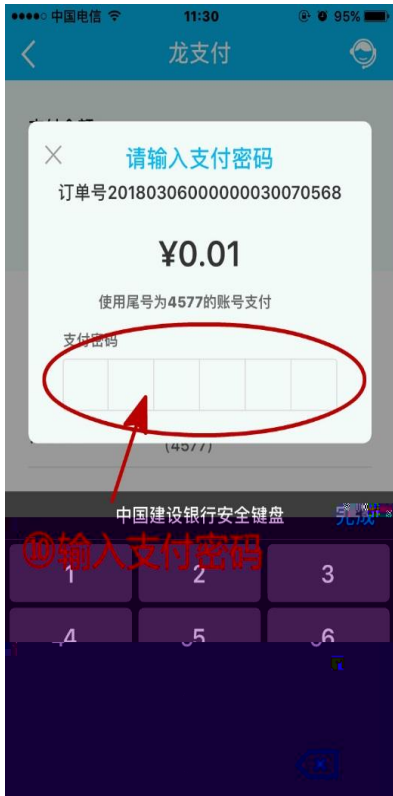 中国电信 11:30 95%
龙支付
请输入支付密码
订单号20180306000000030070568
¥0.01
使用尾号为4577的账号支付
支付密码
(4577)
中国建设银行安全键盘 完成
⑩输入支付密码
1 2 3
4 5 6